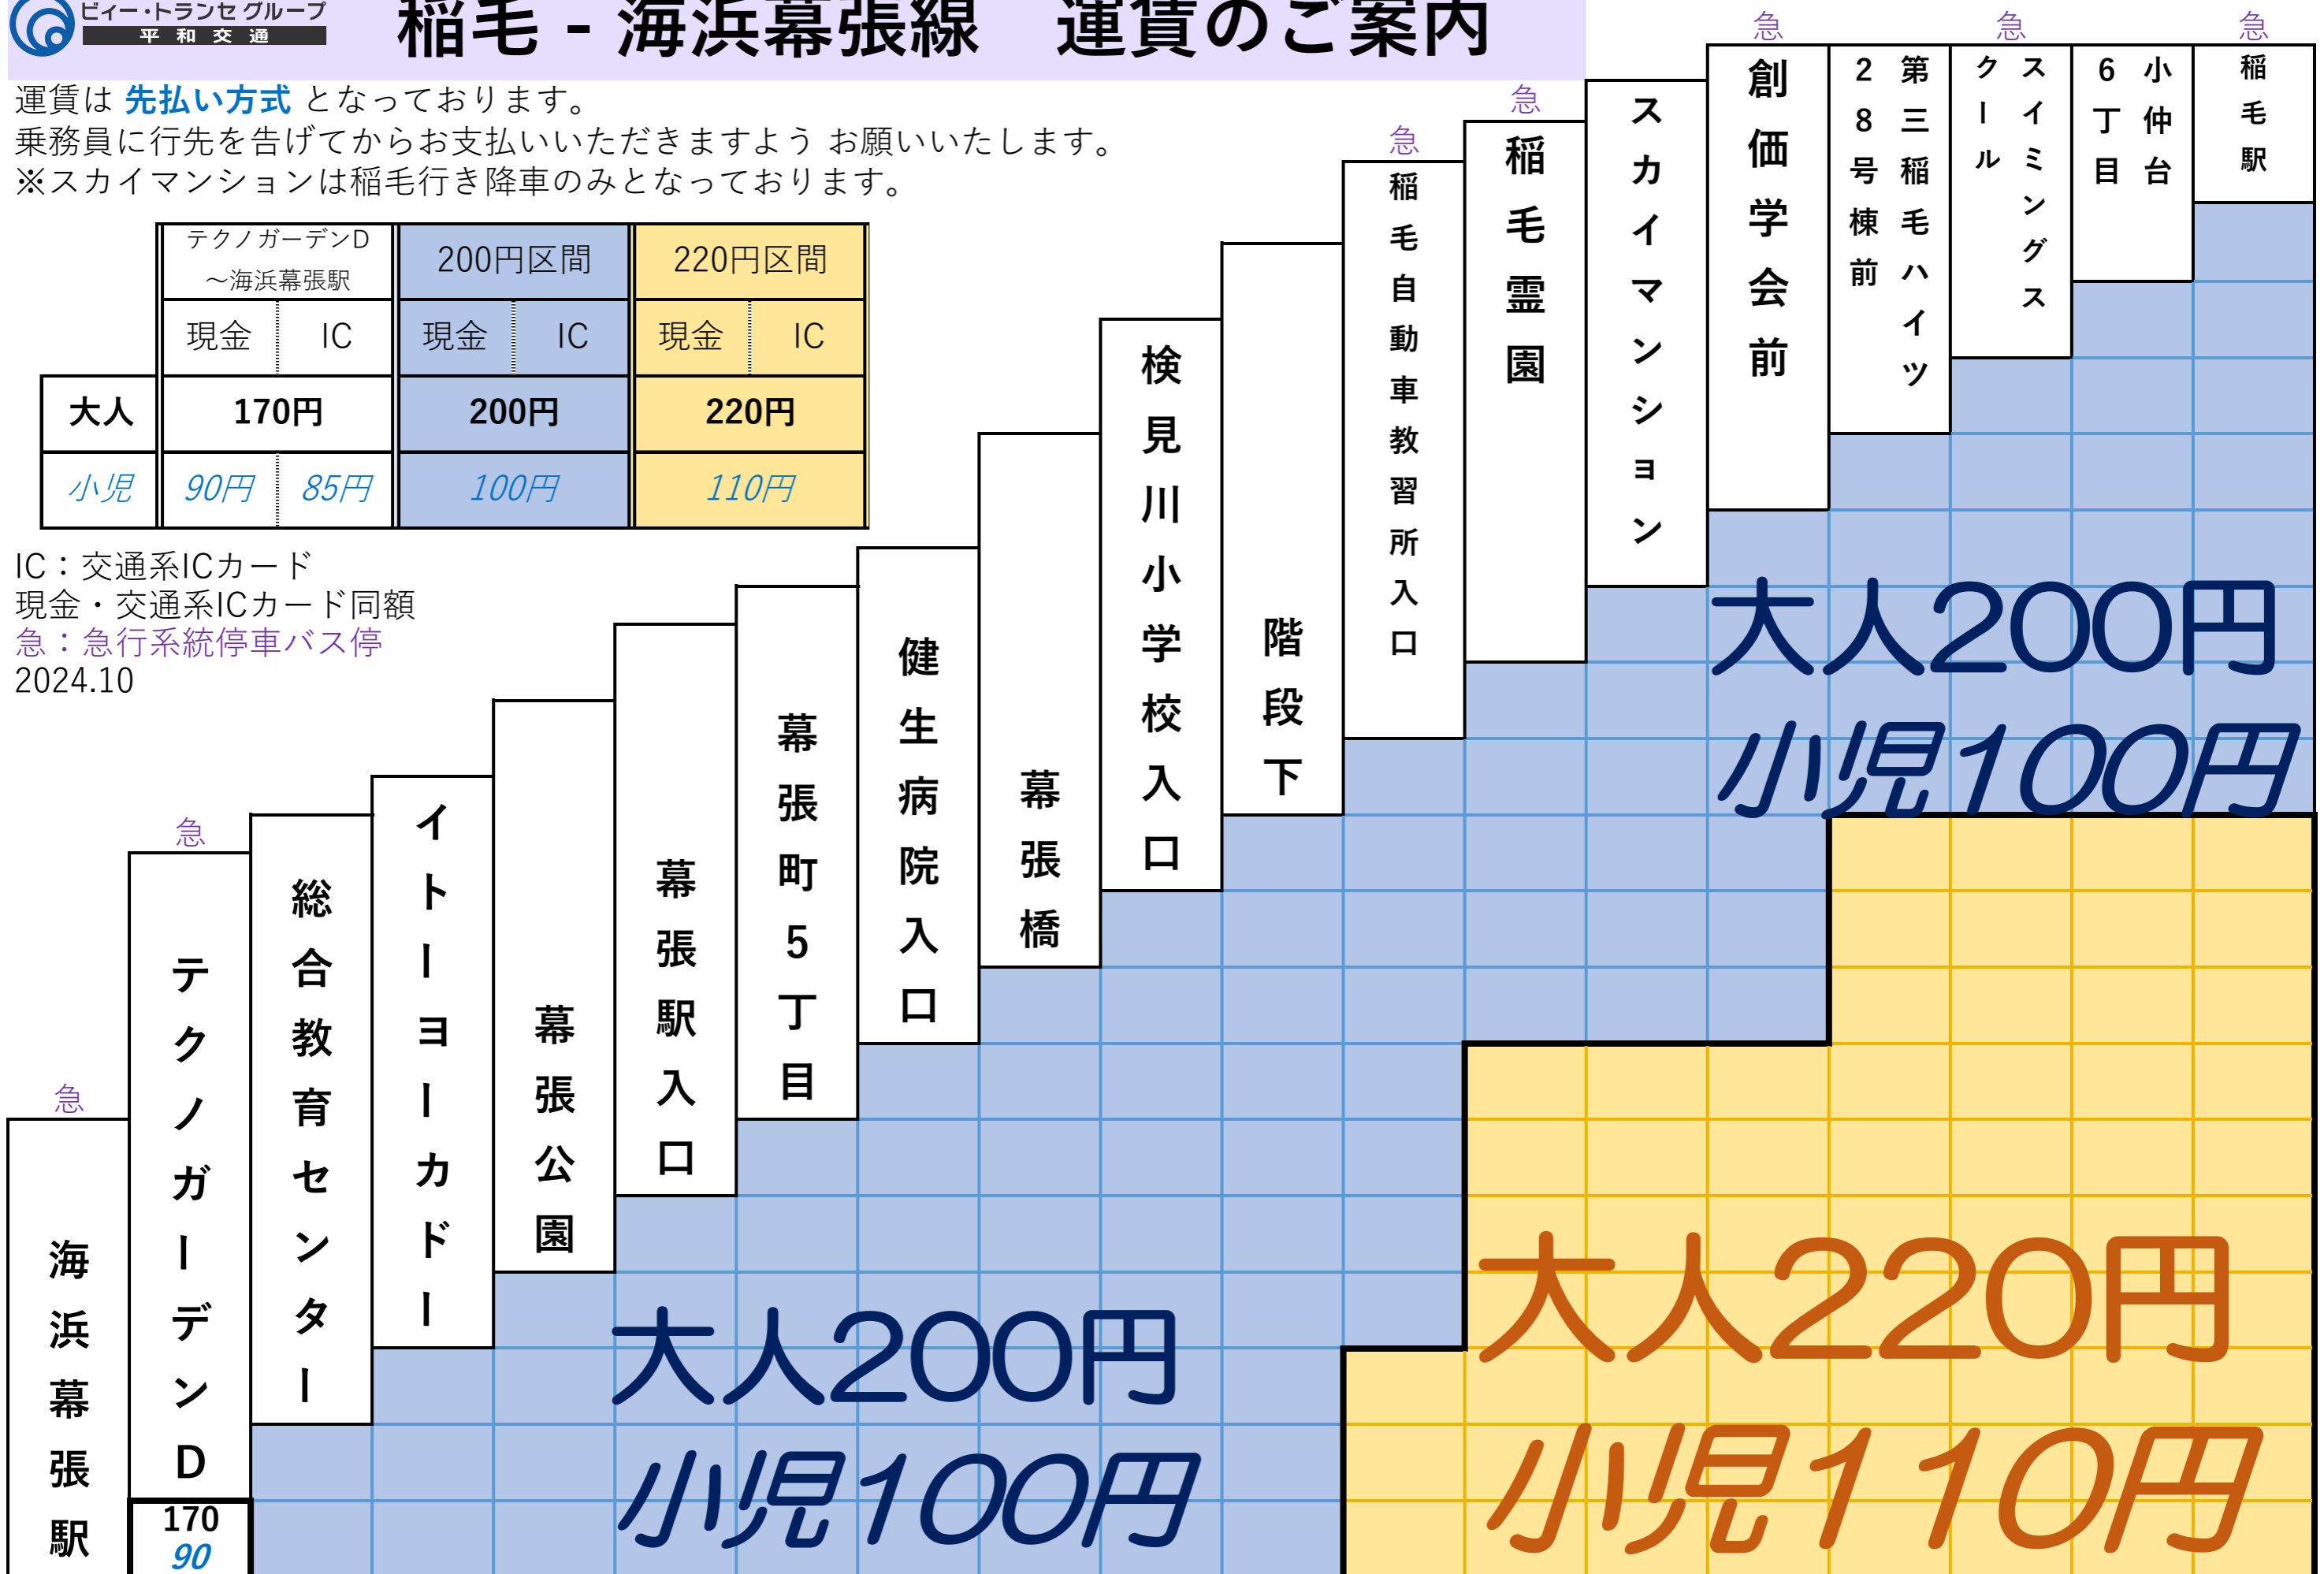 ビィー・トランセ グループ
平和交通
稲毛 - 海浜幕張線　運賃のご案内
運賃は 先払い方式 となっております。
乗務員に行先を告げてからお支払いいただきますよう お願いいたします。
※スカイマンションは稲毛行き降車のみとなっております。
テクノガーデンD
～海浜幕張駅
200円区間
220円区間
現金 IC 現金 IC 現金 IC
大人 170円 200円 220円
小児 90円 85円 100円 110円
IC：交通系ICカード
現金・交通系ICカード同額
急：急行系統停車バス停
2024.10
急
海浜幕張駅
急
テクノガーデンD
170
90
総合教育センター
イトーヨーカドー
幕張公園
幕張駅入口
幕張町5丁目
健生病院入口
幕張橋
検見川小学校入口
階段下
急
稲毛自動車教習所入口
急
稲毛霊園
スカイマンション
急
創価学会前
第三稲毛ハイツ
28号棟前
急
スイミングス
クール
小仲台
6丁目
急
稲毛駅
大人200円
小児100円
大人200円
小児100円
大人220円
小児110円